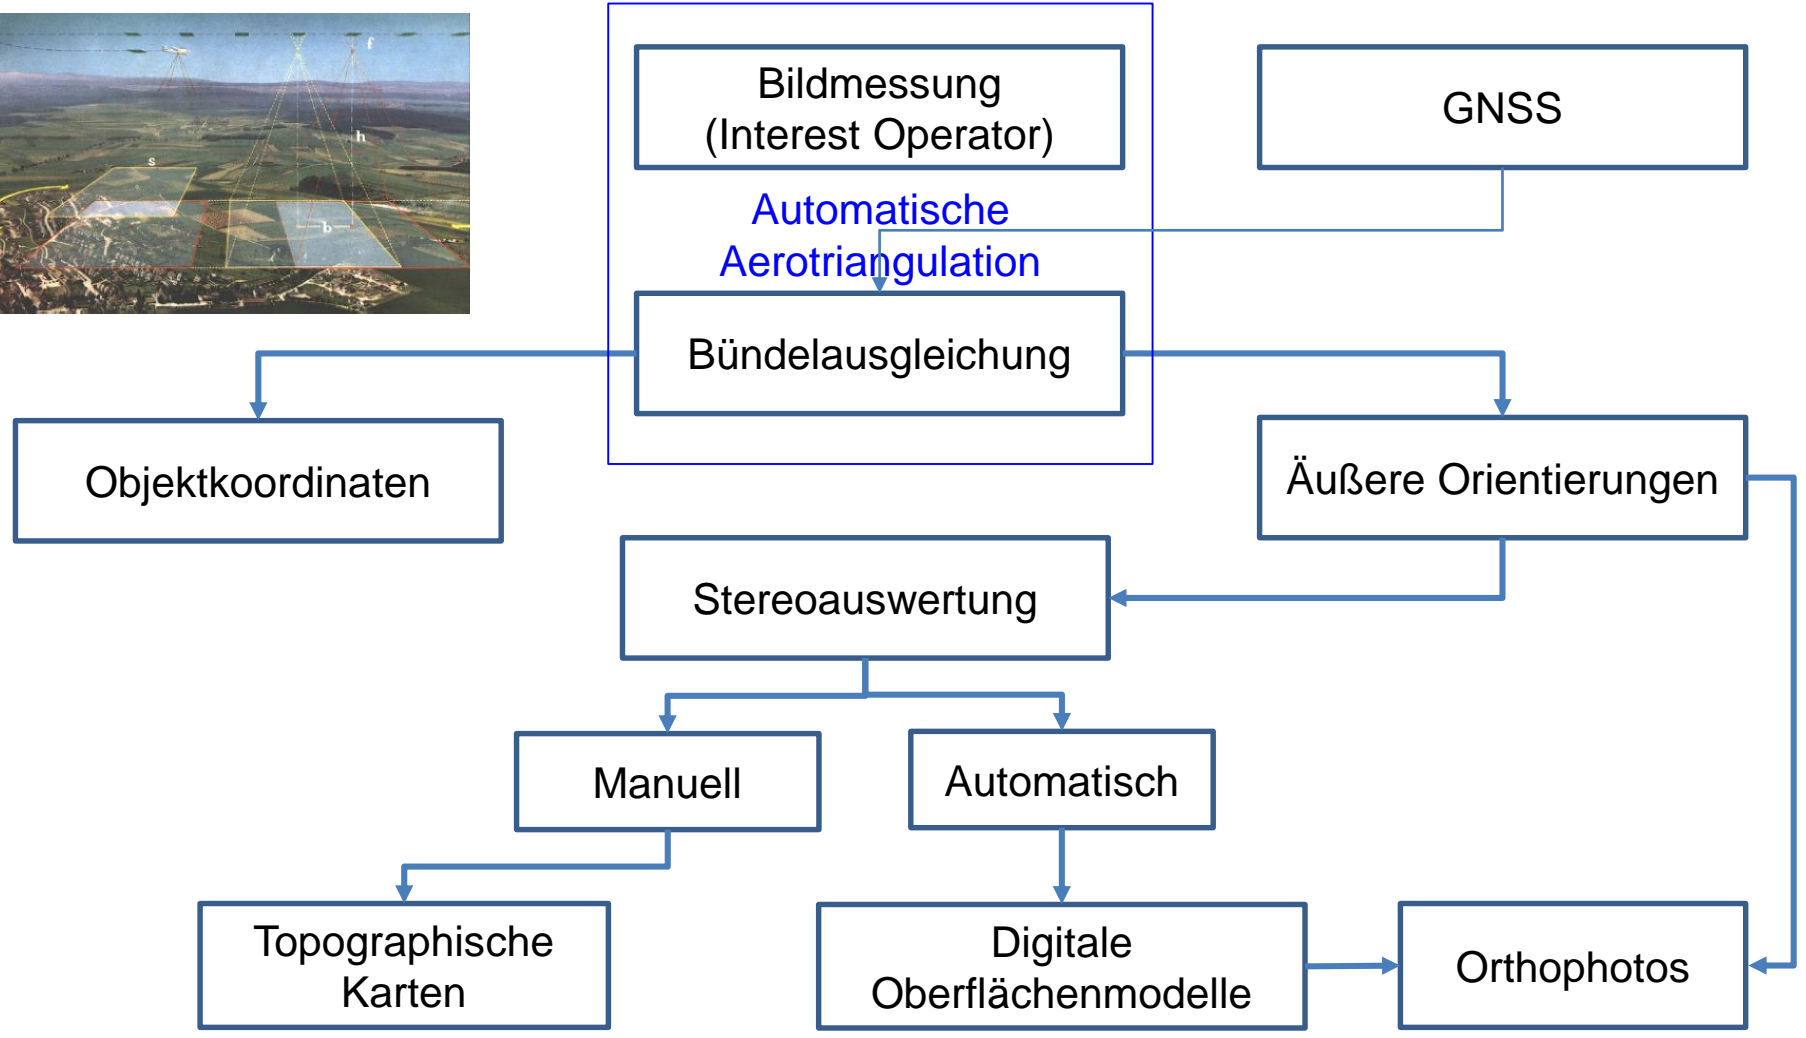 f
h
s
b
Bildmessung
(Interest Operator)
GNSS
Automatische
Aerotriangulation
Bündelausgleichung
Objektkoordinaten
Äußere Orientierungen
Stereoauswertung
Manuell
Automatisch
Topographische
Karten
Digitale
Oberflächenmodelle
Orthophotos